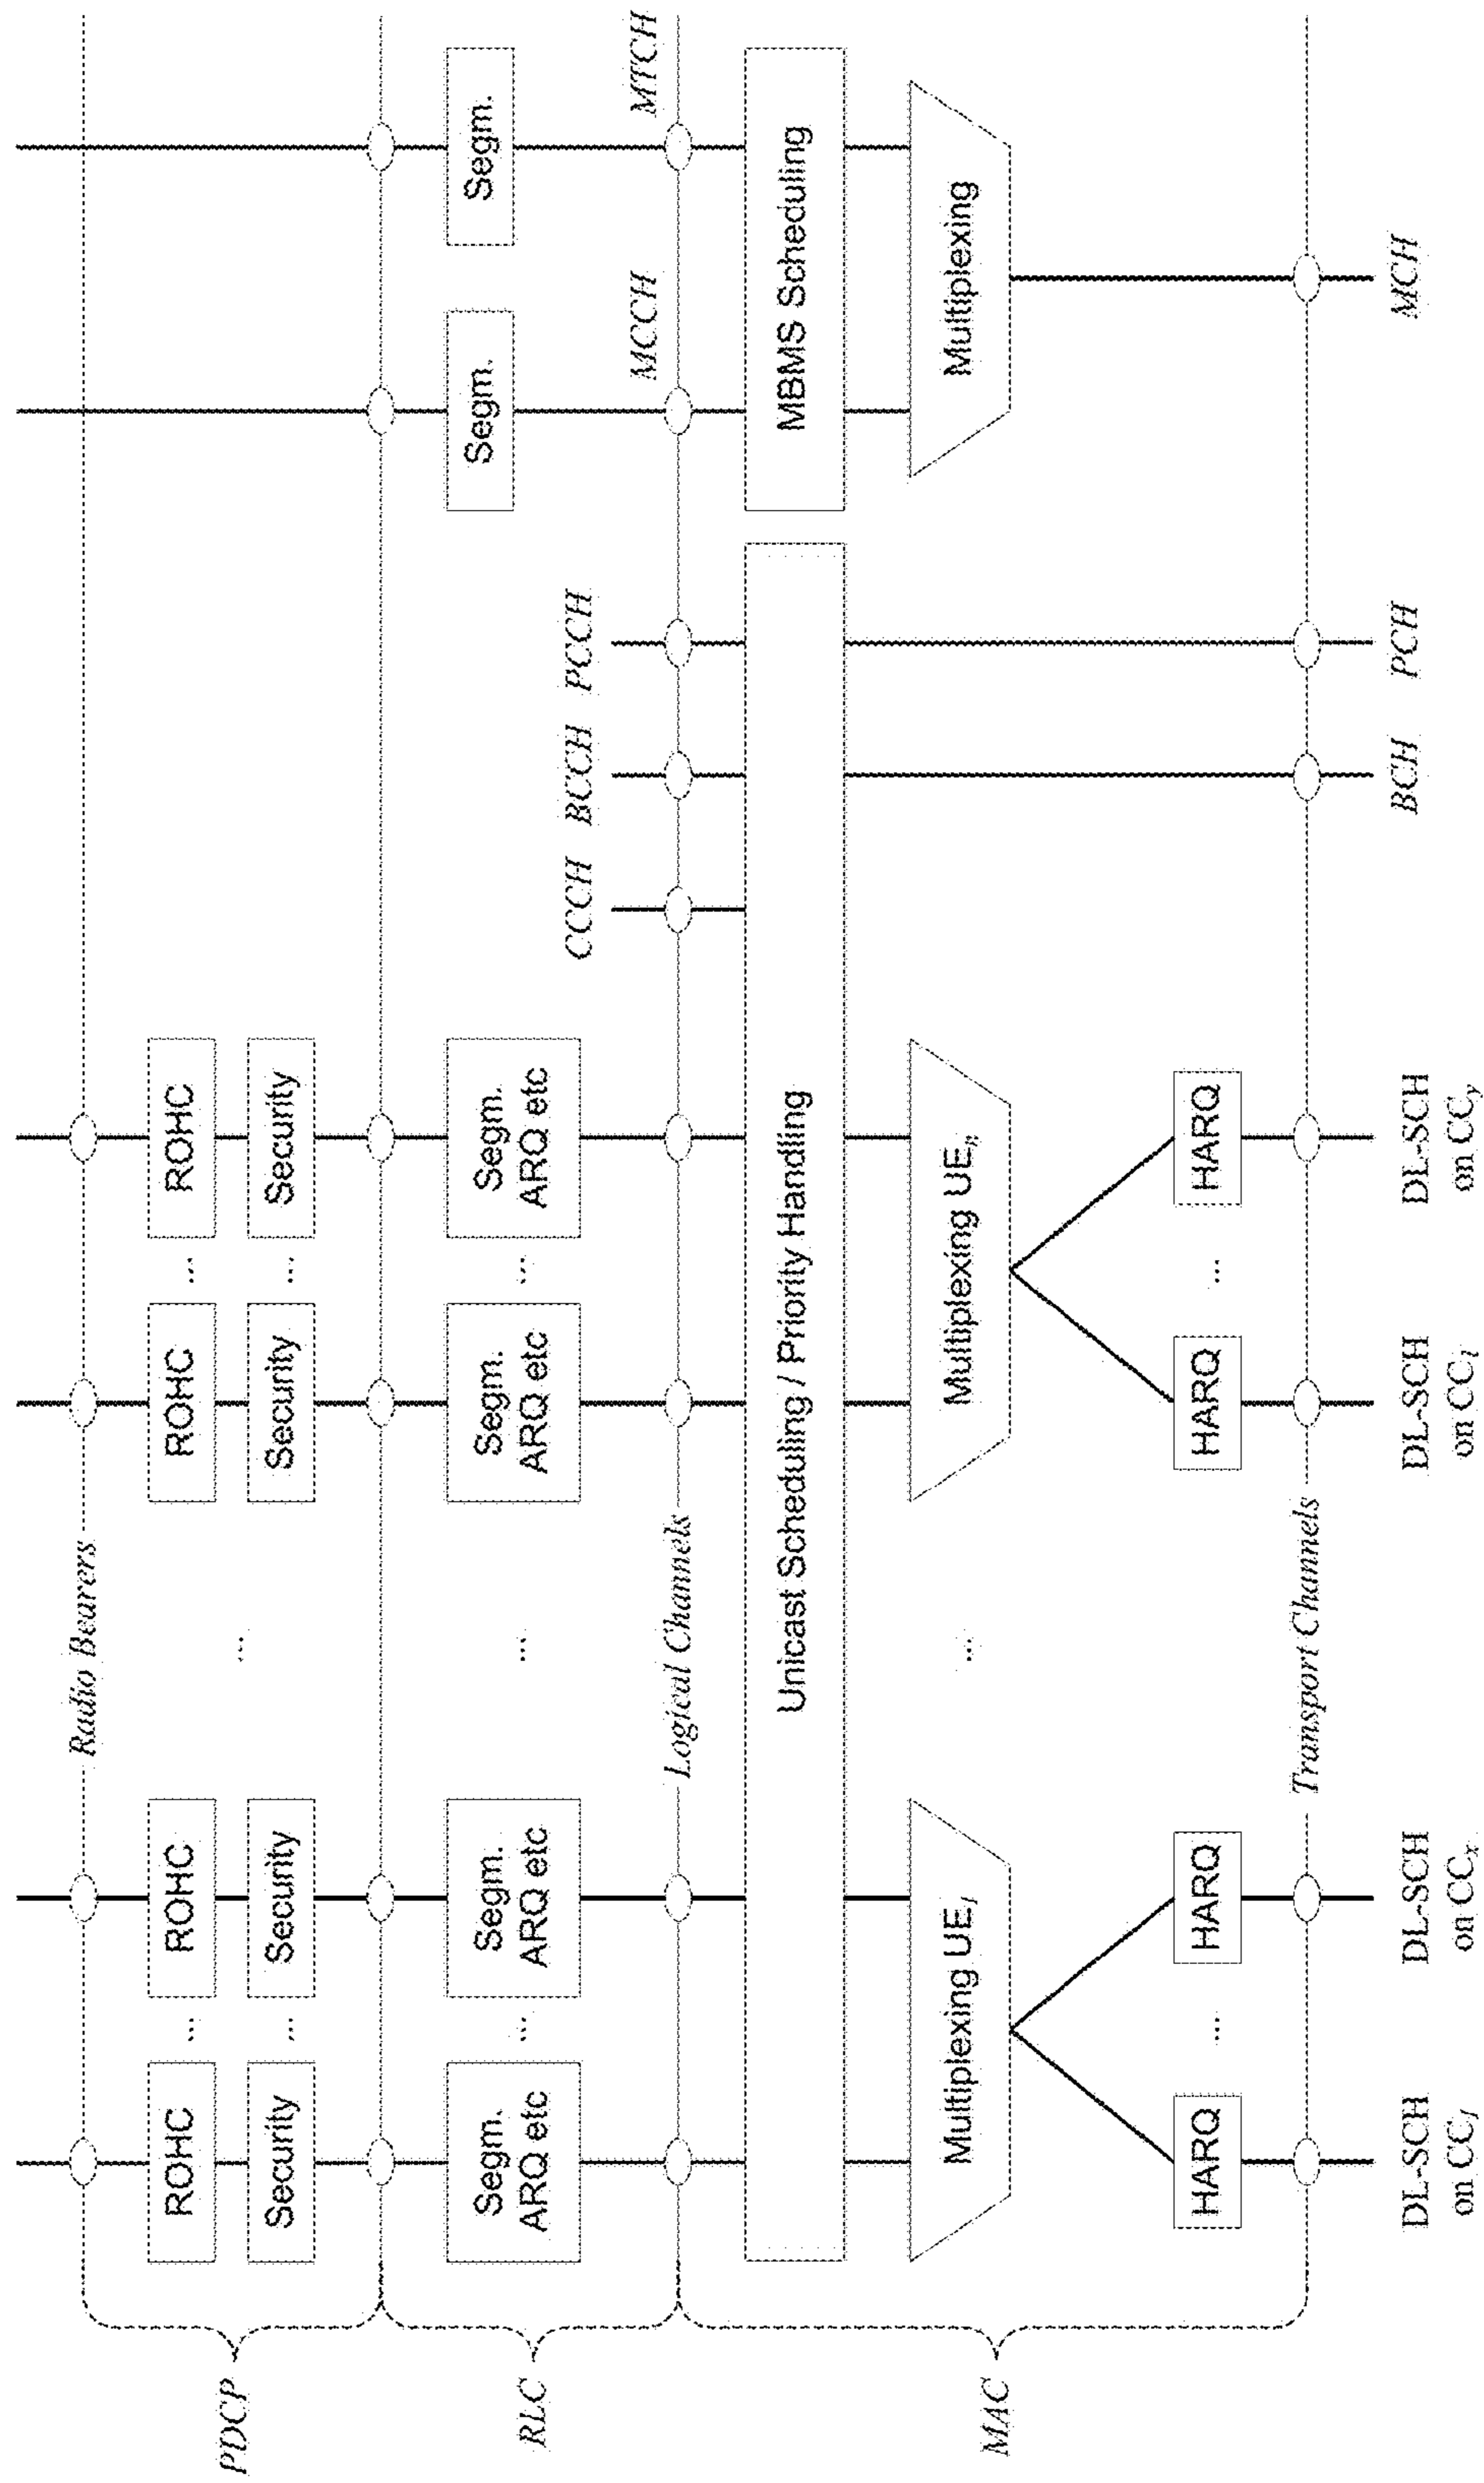 Radio Bearers
PDCP
ROHC
...
ROHC
...
ROHC
...
ROHC
Security
...
Security
Security
...
Security
RLC
Segm.
ARQ etc
...
Segm.
ARQ etc
...
Segm.
ARQ etc
...
Segm.
ARQ etc
Segm.
Segm.
CCCH
BCCH
PCCH
MCCH
MTCH
Logical Channels
MAC
Unicast Scheduling / Priority Handling
MBMS Scheduling
Multiplexing UE₁
...
Multiplexing UEₙ
Multiplexing
HARQ
...
HARQ
HARQ
...
HARQ
Transport Channels
DL-SCH
on CC₁
DL-SCH
on CCₓ
DL-SCH
on CC₁
DL-SCH
on CCy
BCH
PCH
MCH